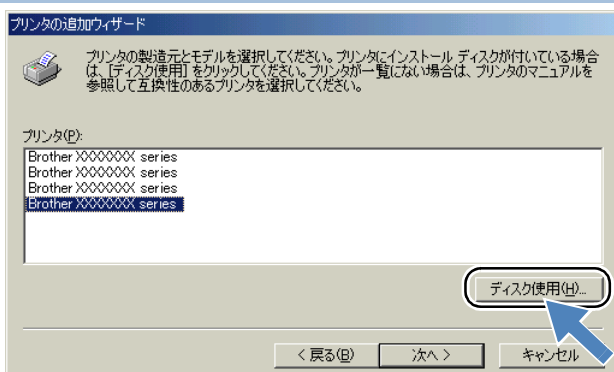 プリンタの追加ウィザード
プリンタの製造元とモデルを選択してください。プリンタにインストール ディスクが付いている場合
は、[ディスク使用] をクリックしてください。プリンタが一覧にない場合は、プリンタのマニュアルを
参照して互換性のあるプリンタを選択してください。
プリンタ(P):
Brother XXXXXXX series
Brother XXXXXXX series
Brother XXXXXXX series
Brother XXXXXXX series
ディスク使用(H)...
< 戻る(B)
次へ >
キャンセル